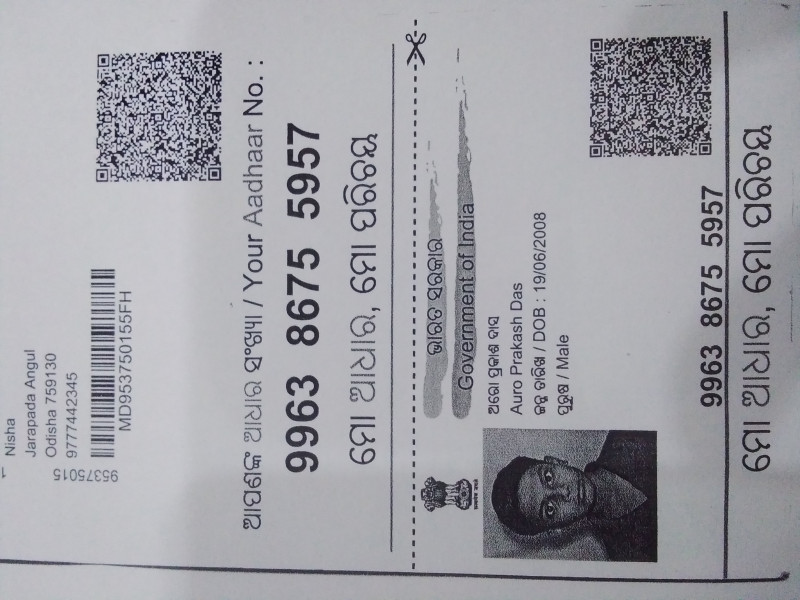 Nisha
Jarapada Angul
Odisha 759130
9777442345
95375015
MD953750155FH
ଆପଣଙ୍କ ଆଧାର ସଂଖ୍ୟା / Your Aadhaar No. :
9963 8675 5957
ମୋ ଆଧାର, ମୋ ପରିଚୟ
ଭାରତ ସରକାର
Government of India
ଅରୋ ପ୍ରକାଶ ଦାସ
Auro Prakash Das
ଜନ୍ମ ତାରିଖ / DOB : 19/06/2008
ପୁରୁଷ / Male
9963 8675 5957
ମୋ ଆଧାର, ମୋ ପରିଚୟ